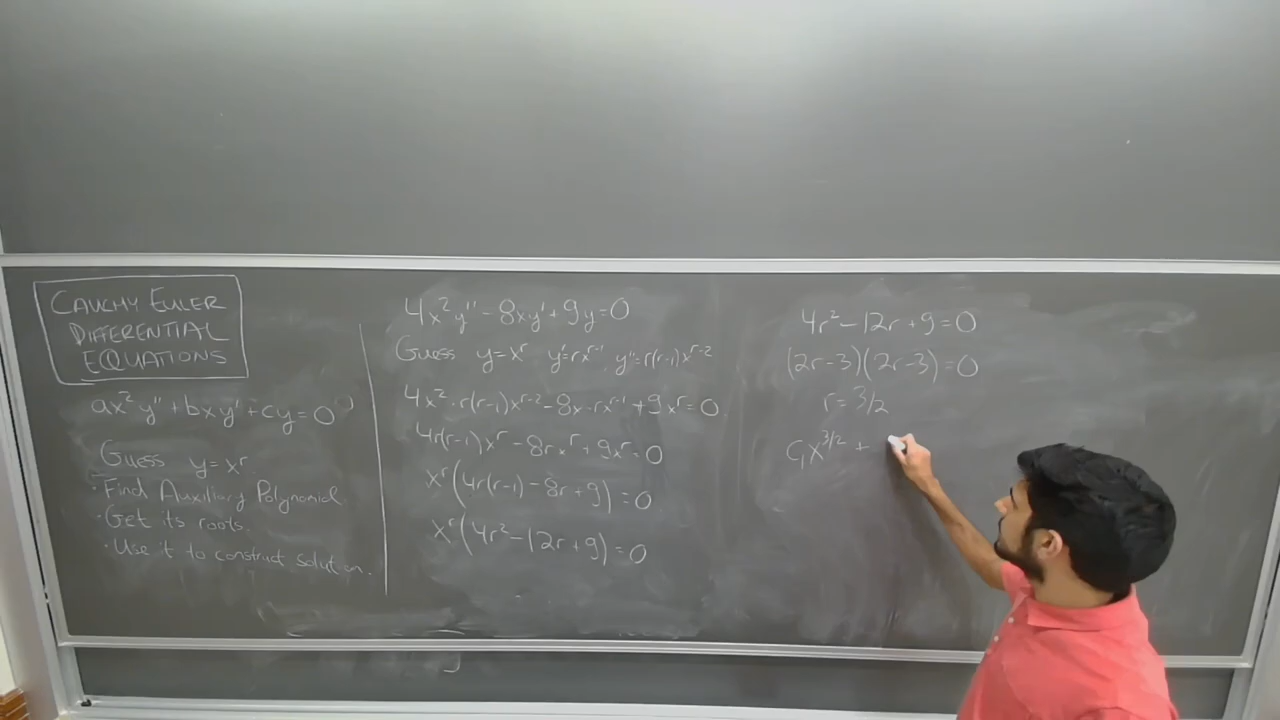 CAUCHY EULER
DIFFERENTIAL
EQUATIONS
ax²y'' + bxy' + cy = 0
Guess y=x^r
· Find Auxiliary Polynomial
· Get its roots.
· Use it to construct solution.
4x²y'' - 8xy' + 9y = 0
Guess y=x^r y'=rx^(r-1), y''=r(r-1)x^(r-2)
4x²·r(r-1)x^(r-2) - 8x·rx^(r-1) + 9x^r = 0
4r(r-1)x^r - 8rx^r + 9x^r = 0
x^r(4r(r-1) - 8r + 9) = 0
x^r(4r² - 12r + 9) = 0
4r² - 12r + 9 = 0
(2r-3)(2r-3) = 0
r = 3/2
C₁x^(3/2) +